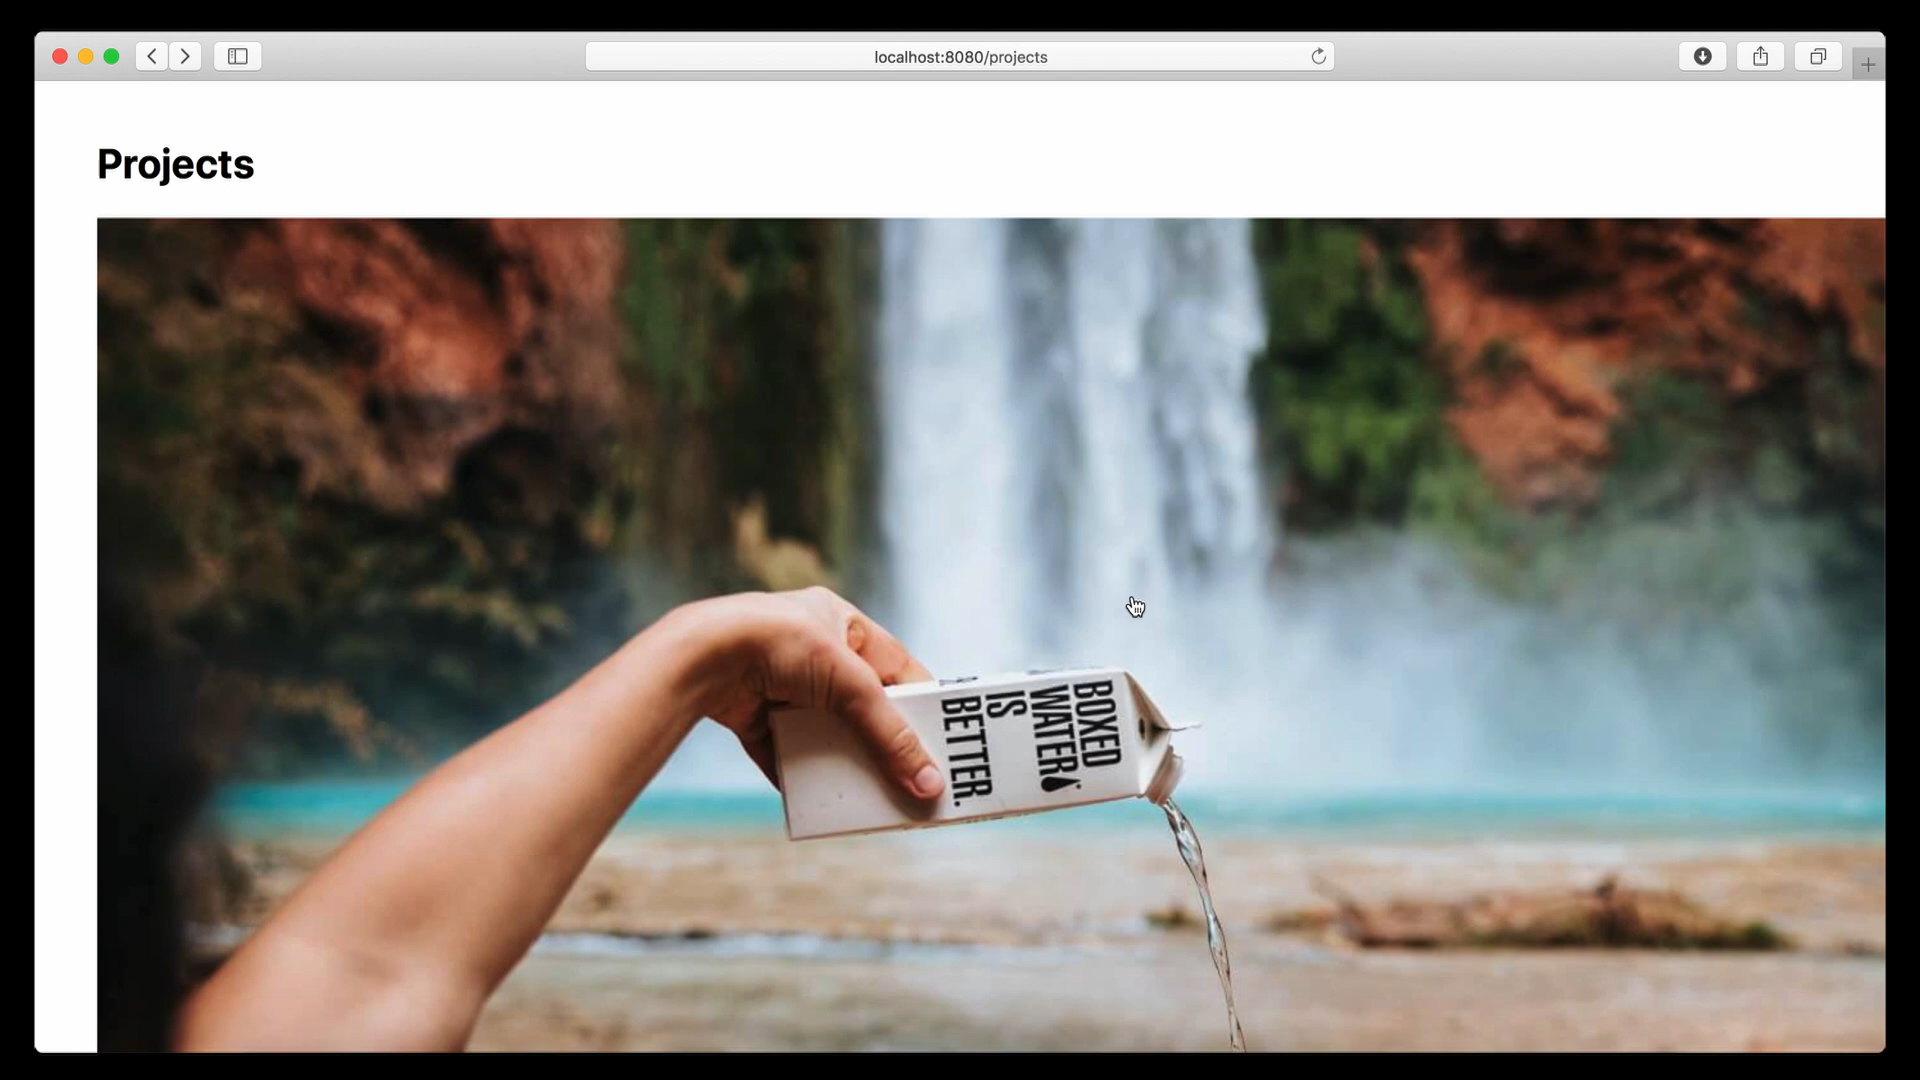 localhost:8080/projects
Projects
BOXED
WATER
IS
BETTER.